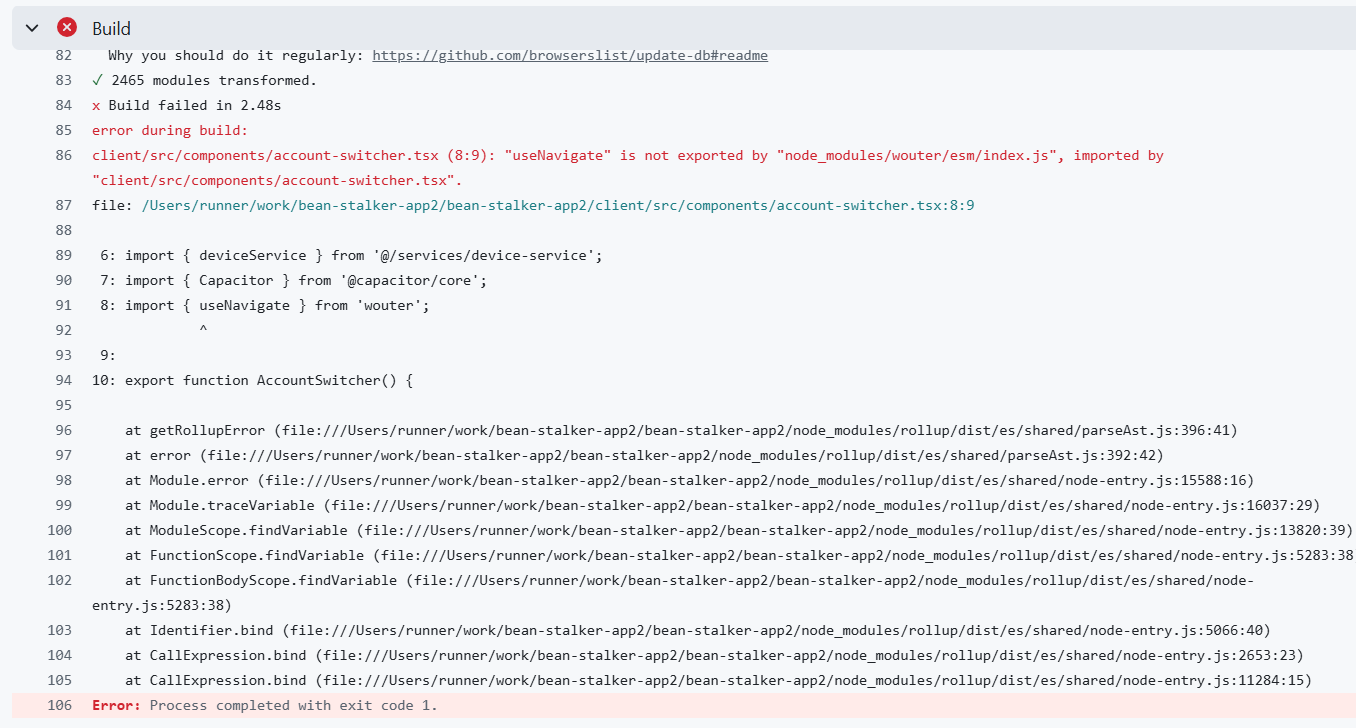 Build
82 Why you should do it regularly: https://github.com/browserslist/update-db#readme
83 ✓ 2465 modules transformed.
84 x Build failed in 2.48s
85 error during build:
86 client/src/components/account-switcher.tsx (8:9): "useNavigate" is not exported by "node_modules/wouter/esm/index.js", imported by
"client/src/components/account-switcher.tsx".
87 file: /Users/runner/work/bean-stalker-app2/bean-stalker-app2/client/src/components/account-switcher.tsx:8:9
88
89 6: import { deviceService } from '@/services/device-service';
90 7: import { Capacitor } from '@capacitor/core';
91 8: import { useNavigate } from 'wouter';
92 ^
93 9:
94 10: export function AccountSwitcher() {
95
96 at getRollupError (file:///Users/runner/work/bean-stalker-app2/bean-stalker-app2/node_modules/rollup/dist/es/shared/parseAst.js:396:41)
97 at error (file:///Users/runner/work/bean-stalker-app2/bean-stalker-app2/node_modules/rollup/dist/es/shared/parseAst.js:392:42)
98 at Module.error (file:///Users/runner/work/bean-stalker-app2/bean-stalker-app2/node_modules/rollup/dist/es/shared/node-entry.js:15588:16)
99 at Module.traceVariable (file:///Users/runner/work/bean-stalker-app2/bean-stalker-app2/node_modules/rollup/dist/es/shared/node-entry.js:16037:29)
100 at ModuleScope.findVariable (file:///Users/runner/work/bean-stalker-app2/bean-stalker-app2/node_modules/rollup/dist/es/shared/node-entry.js:13820:39)
101 at FunctionScope.findVariable (file:///Users/runner/work/bean-stalker-app2/bean-stalker-app2/node_modules/rollup/dist/es/shared/node-entry.js:5283:38
102 at FunctionBodyScope.findVariable (file:///Users/runner/work/bean-stalker-app2/bean-stalker-app2/node_modules/rollup/dist/es/shared/node-
entry.js:5283:38)
103 at Identifier.bind (file:///Users/runner/work/bean-stalker-app2/bean-stalker-app2/node_modules/rollup/dist/es/shared/node-entry.js:5066:40)
104 at CallExpression.bind (file:///Users/runner/work/bean-stalker-app2/bean-stalker-app2/node_modules/rollup/dist/es/shared/node-entry.js:2653:23)
105 at CallExpression.bind (file:///Users/runner/work/bean-stalker-app2/bean-stalker-app2/node_modules/rollup/dist/es/shared/node-entry.js:11284:15)
106 Error: Process completed with exit code 1.